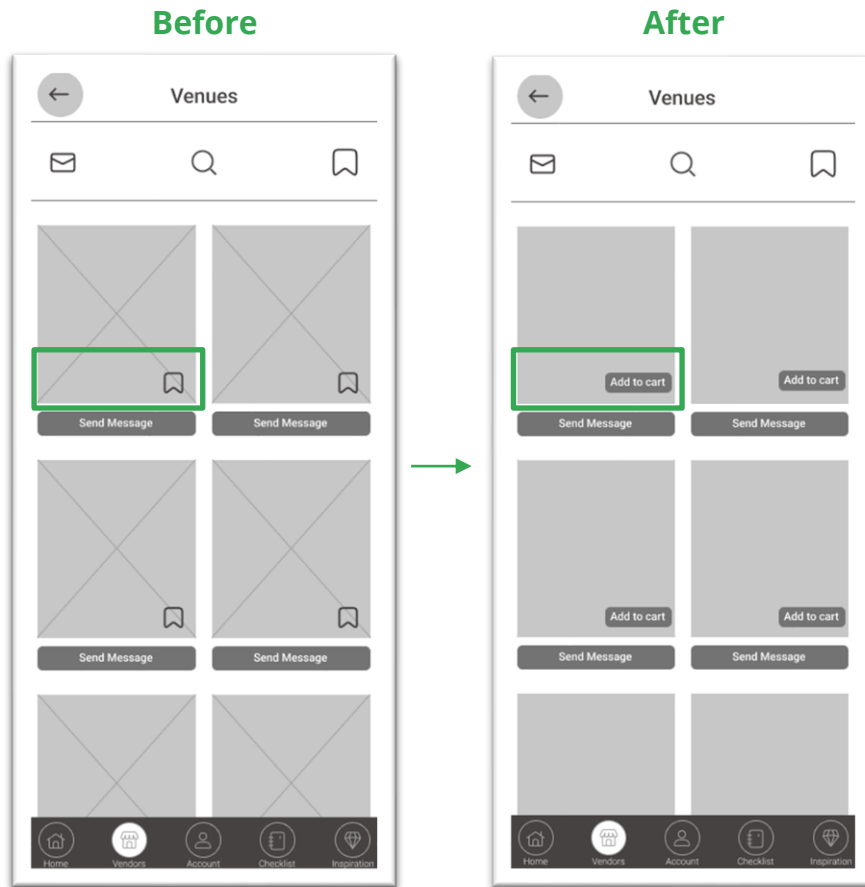 Before
After
Venues
Venues
Add to cart
Add to cart
Send Message
Send Message
Send Message
Send Message
Add to cart
Add to cart
Send Message
Send Message
Send Message
Send Message
Home
Vendors
Account
Checklist
Inspiration
Home
Vendors
Account
Checklist
Inspiration